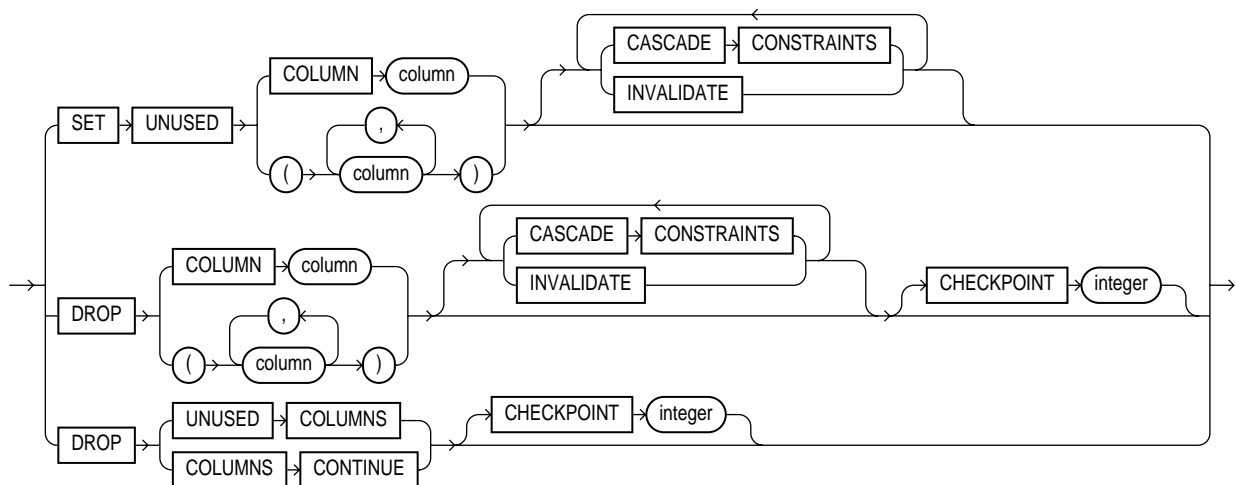 CASCADE CONSTRAINTS
COLUMN column
INVALIDATE
SET UNUSED
,
( column )
CASCADE CONSTRAINTS
COLUMN column
INVALIDATE
CHECKPOINT integer
DROP
,
( column )
UNUSED COLUMNS
CHECKPOINT integer
DROP
COLUMNS CONTINUE